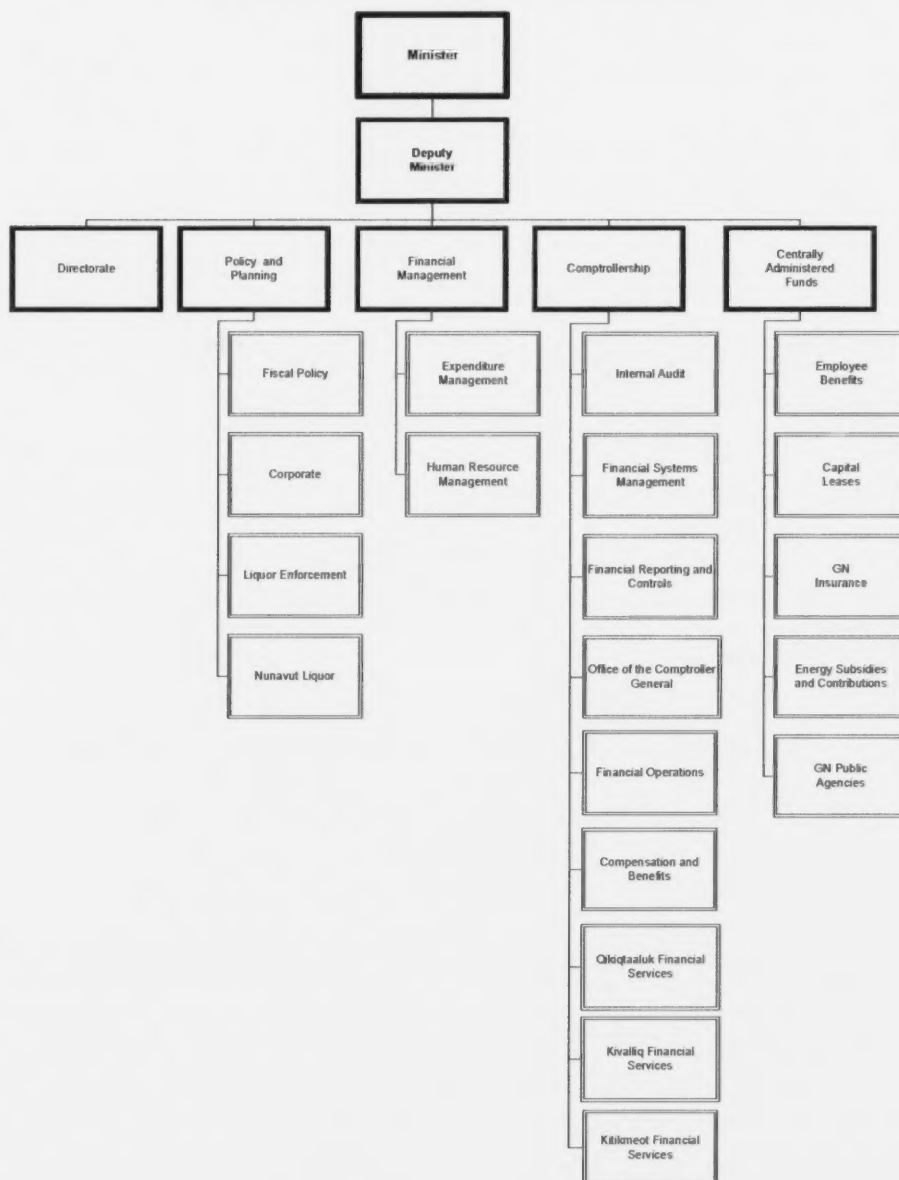 Minister
Deputy
Minister
Directorate
Policy and
Planning
Financial
Management
Comptrollership
Centrally
Administered
Funds
Fiscal Policy
Corporate
Liquor Enforcement
Nunavut Liquor
Expenditure
Management
Human Resource
Management
Internal Audit
Financial Systems
Management
Financial Reporting and
Controls
Office of the Comptroller
General
Financial Operations
Compensation and
Benefits
Qikiqtaaluk Financial
Services
Kivalliq Financial
Services
Kitikmeot Financial
Services
Employee
Benefits
Capital
Leases
GN
Insurance
Energy Subsidies
and Contributions
GN Public
Agencies